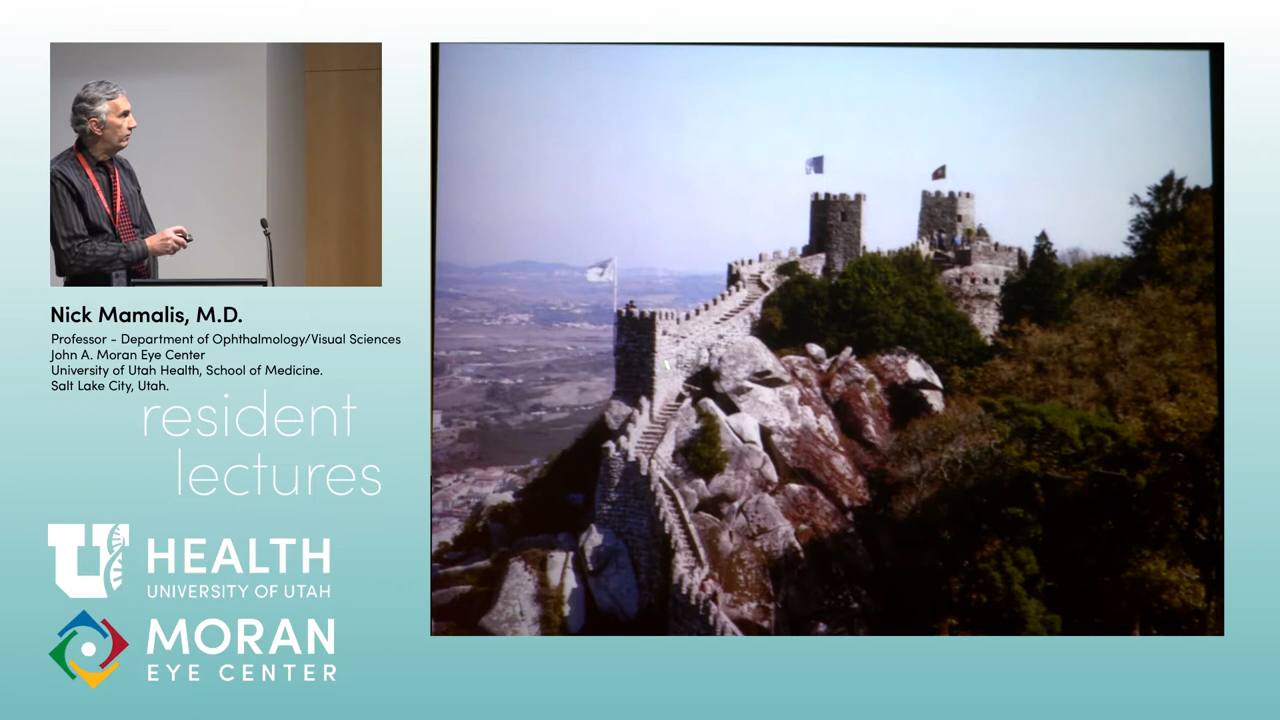 Nick Mamalis, M.D.
Professor - Department of Ophthalmology/Visual Sciences
John A. Moran Eye Center
University of Utah Health, School of Medicine.
Salt Lake City, Utah.
resident
lectures
U HEALTH
UNIVERSITY OF UTAH
MORAN
EYE CENTER